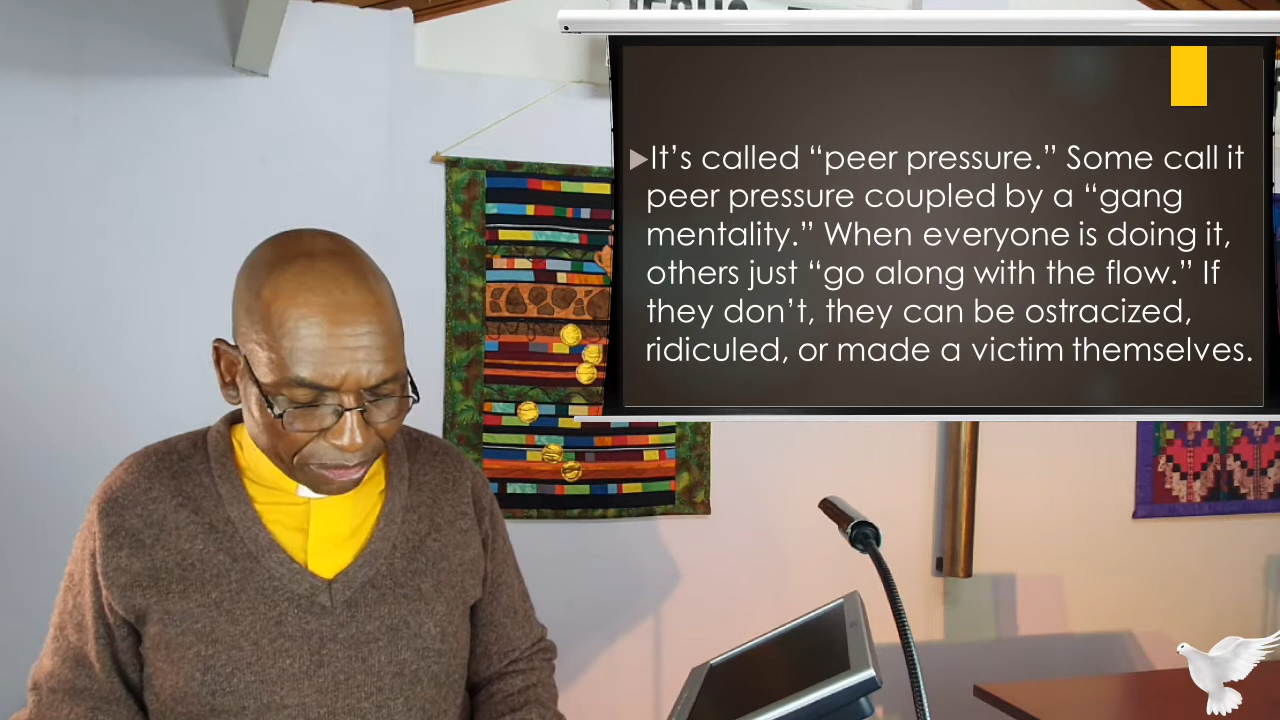 JESUS
It’s called “peer pressure.” Some call it
peer pressure coupled by a “gang
mentality.” When everyone is doing it,
others just “go along with the flow.” If
they don’t, they can be ostracized,
ridiculed, or made a victim themselves.